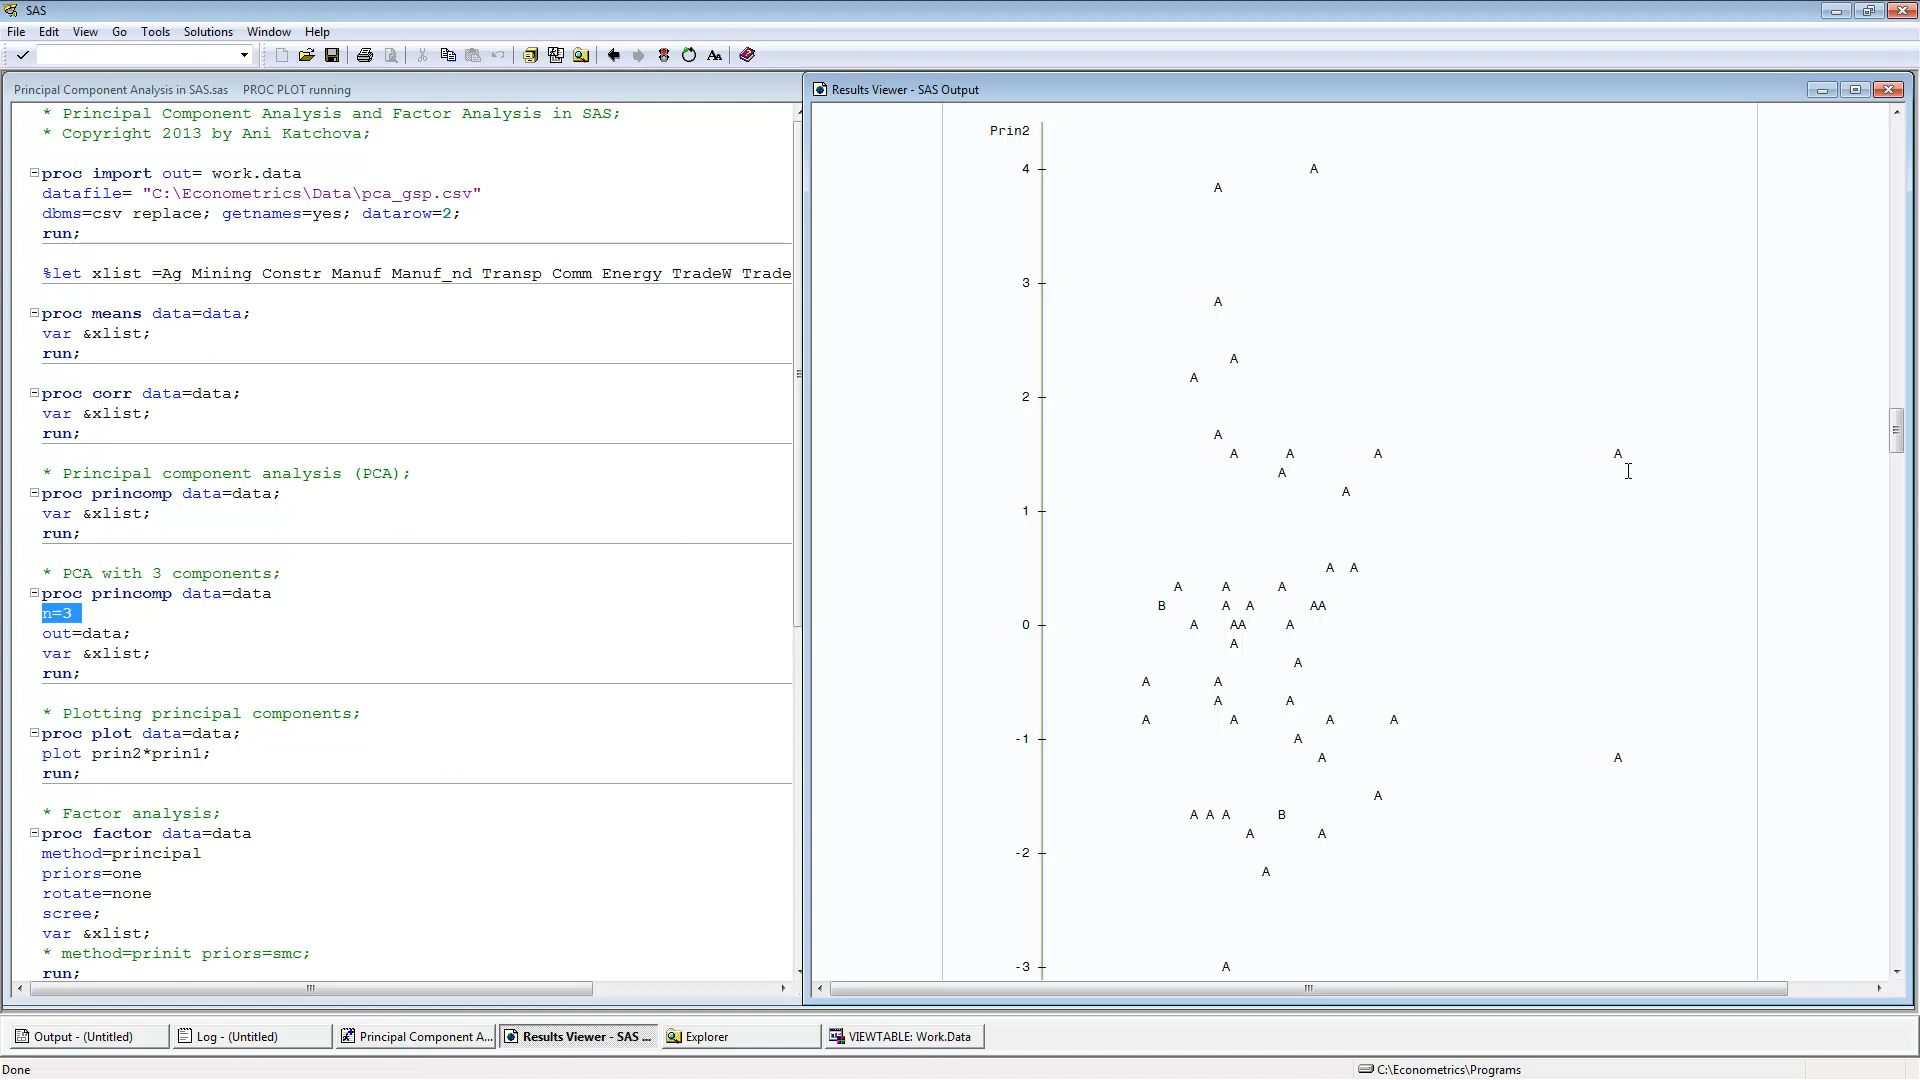 SAS
File Edit View Go Tools Solutions Window Help
Principal Component Analysis in SAS.sas PROC PLOT running
* Principal Component Analysis and Factor Analysis in SAS;
* Copyright 2013 by Ani Katchova;
proc import out= work.data
datafile= "C:\Econometrics\Data\pca_gsp.csv"
dbms=csv replace; getnames=yes; datarow=2;
run;
%let xlist =Ag Mining Constr Manuf Manuf_nd Transp Comm Energy TradeW Trade
proc means data=data;
var &xlist;
run;
proc corr data=data;
var &xlist;
run;
* Principal component analysis (PCA);
proc princomp data=data;
var &xlist;
run;
* PCA with 3 components;
proc princomp data=data
n=3
out=data;
var &xlist;
run;
* Plotting principal components;
proc plot data=data;
plot prin2*prin1;
run;
* Factor analysis;
proc factor data=data
method=principal
priors=one
rotate=none
scree;
var &xlist;
* method=prinit priors=smc;
run;
Results Viewer - SAS Output
Prin2
4 A
A
3
A
A
A
2
A
A A A A
A
A
1
A A
A A A
B A A AA
0 A AA A
A
A
A A
A A
A A A A
-1 A
A A
A
A A A B
A A
-2
A
-3 A
Output - (Untitled) Log - (Untitled) Principal Component A... Results Viewer - SAS ... Explorer VIEWTABLE: Work.Data
Done C:\Econometrics\Programs